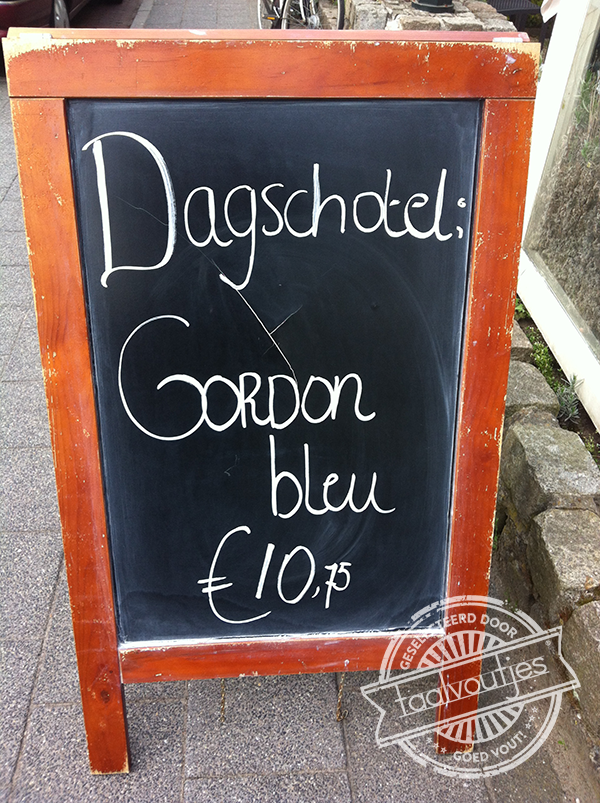 Dagschotel:
GORDON
bleu
€10,75
GESELECTEERD DOOR
taalvoutjes
GOED VOUT!